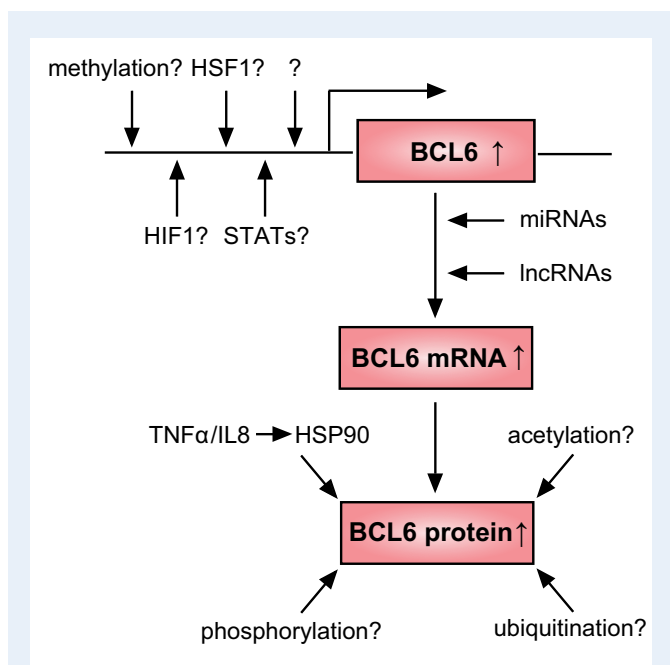 methylation? HSF1? ?
BCL6 ↑
HIF1? STATs?
miRNAs
lncRNAs
BCL6 mRNA ↑
TNFα/IL8 → HSP90
acetylation?
BCL6 protein ↑
phosphorylation?
ubiquitination?